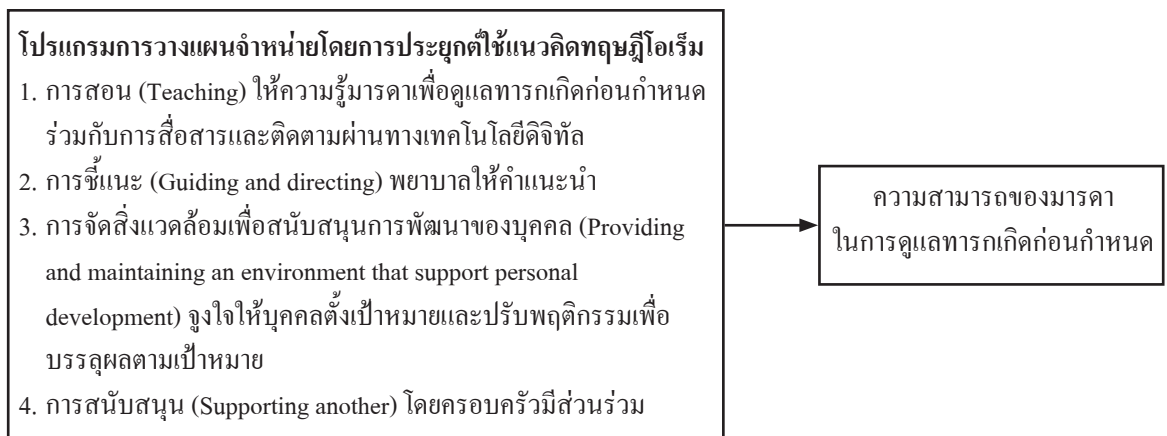 โปรแกรมการวางแผนจำหน่ายโดยการประยุกต์ใช้แนวคิดทฤษฎีโอเร็ม
1. การสอน (Teaching) ให้ความรู้มารดาเพื่อดูแลทารกเกิดก่อนกำหนด
ร่วมกับการสื่อสารและติดตามผ่านทางเทคโนโลยีดิจิทัล
2. การชี้แนะ (Guiding and directing) พยาบาลให้คำแนะนำ
3. การจัดสิ่งแวดล้อมเพื่อสนับสนุนการพัฒนาของบุคคล (Providing
and maintaining an environment that support personal
development) จูงใจให้บุคคลตั้งเป้าหมายและปรับพฤติกรรมเพื่อ
บรรลุผลตามเป้าหมาย
4. การสนับสนุน (Supporting another) โดยครอบครัวมีส่วนร่วม
ความสามารถของมารดา
ในการดูแลทารกเกิดก่อนกำหนด